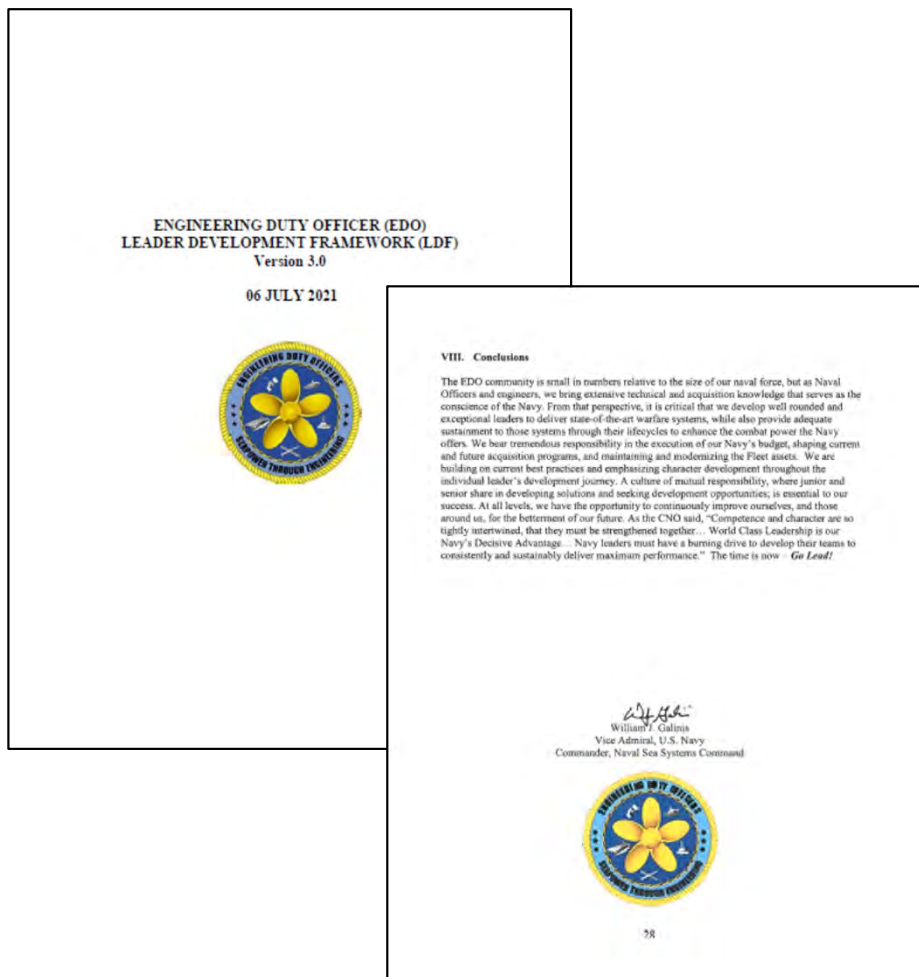 ENGINEERING DUTY OFFICER (EDO)
LEADER DEVELOPMENT FRAMEWORK (LDF)
Version 3.0
06 JULY 2021
ENGINEERING DUTY OFFICERS
SEAPOWER THROUGH ENGINEERING
VIII. Conclusions
The EDO community is small in numbers relative to the size of our naval force, but as Naval
Officers and engineers, we bring extensive technical and acquisition knowledge that serves as the
conscience of the Navy. From that perspective, it is critical that we develop well rounded and
exceptional leaders to deliver state-of-the-art warfare systems, while also provide adequate
sustainment to those systems through their lifecycles to enhance the combat power the Navy
offers. We bear tremendous responsibility in the execution of our Navy's budget, shaping current
and future acquisition programs, and maintaining and modernizing the Fleet assets. We are
building on current best practices and emphasizing character development throughout the
individual leader's development journey. A culture of mutual responsibility, where junior and
senior share in developing solutions and seeking development opportunities; is essential to our
success. At all levels, we have the opportunity to continuously improve ourselves, and those
around us, for the betterment of our future. As the CNO said, "Competence and character are so
tightly intertwined, that they must be strengthened together… World Class Leadership is our
Navy's Decisive Advantage… Navy leaders must have a burning drive to develop their teams to
consistently and sustainably deliver maximum performance." The time is now – Go Lead!
William J. Galinis
Vice Admiral, U.S. Navy
Commander, Naval Sea Systems Command
ENGINEERING DUTY OFFICERS
SEAPOWER THROUGH ENGINEERING
28